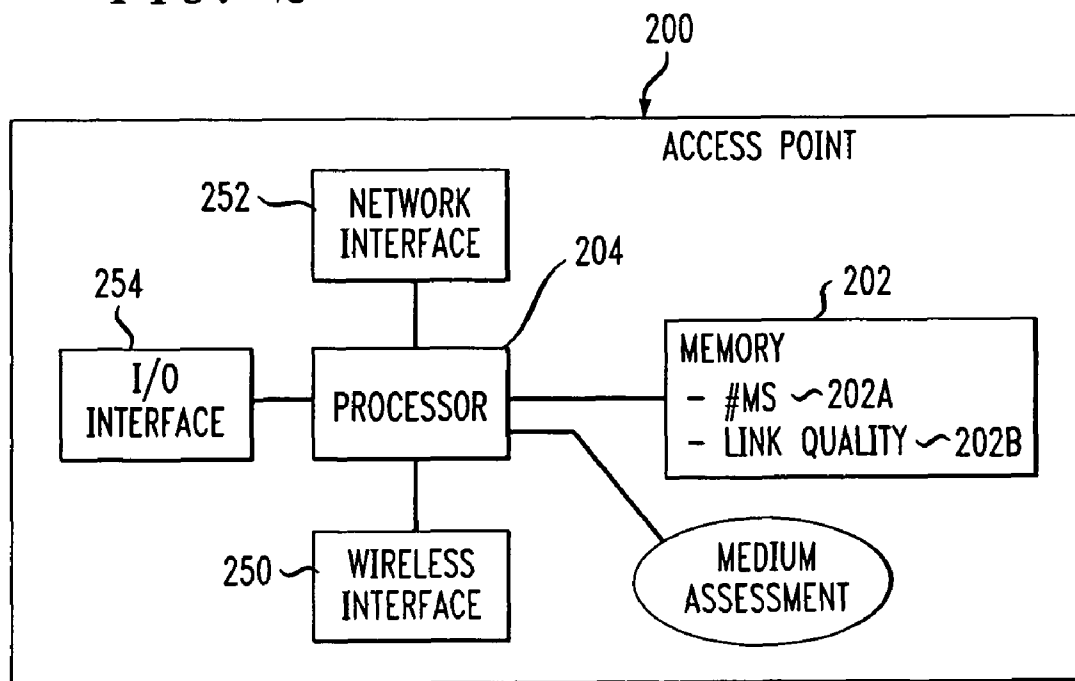 200
ACCESS POINT
252
NETWORK
INTERFACE
204
254
I/O
INTERFACE
PROCESSOR
202
MEMORY
- #MS 202A
- LINK QUALITY 202B
250
WIRELESS
INTERFACE
MEDIUM
ASSESSMENT